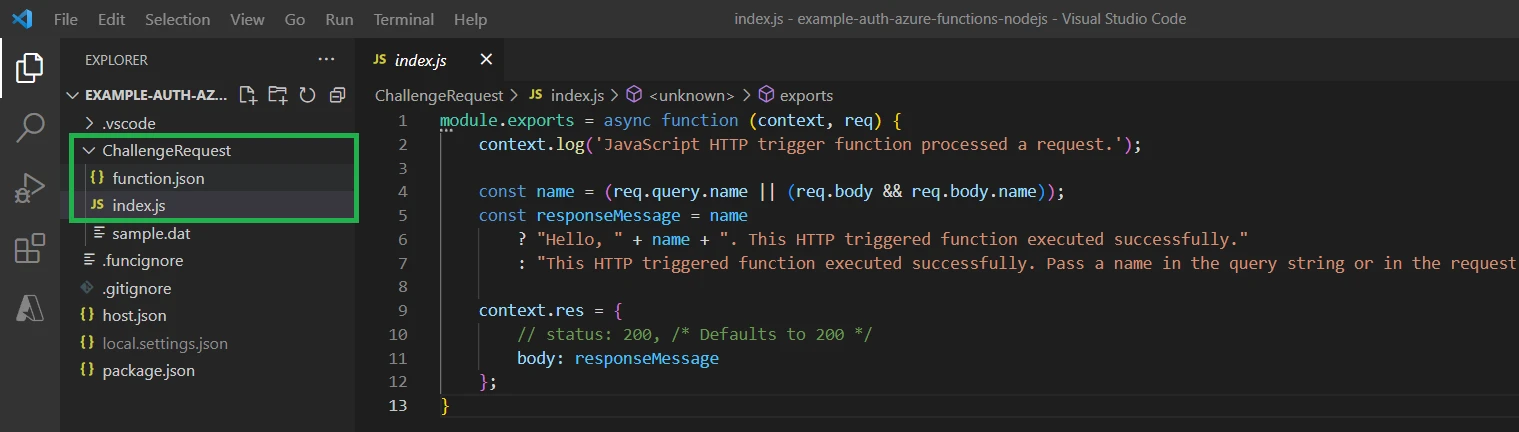 File Edit Selection View Go Run Terminal Help index.js - example-auth-azure-functions-nodejs - Visual Studio Code
EXPLORER ···
EXAMPLE-AUTH-AZ...
.vscode
ChallengeRequest
{} function.json
JS index.js
sample.dat
.funcignore
.gitignore
{} host.json
{} local.settings.json
{} package.json
JS index.js
ChallengeRequest > JS index.js > <unknown> > exports
1 module.exports = async function (context, req) {
2 context.log('JavaScript HTTP trigger function processed a request.');
3
4 const name = (req.query.name || (req.body && req.body.name));
5 const responseMessage = name
6 ? "Hello, " + name + ". This HTTP triggered function executed successfully."
7 : "This HTTP triggered function executed successfully. Pass a name in the query string or in the request
8
9 context.res = {
10 // status: 200, /* Defaults to 200 */
11 body: responseMessage
12 };
13 }